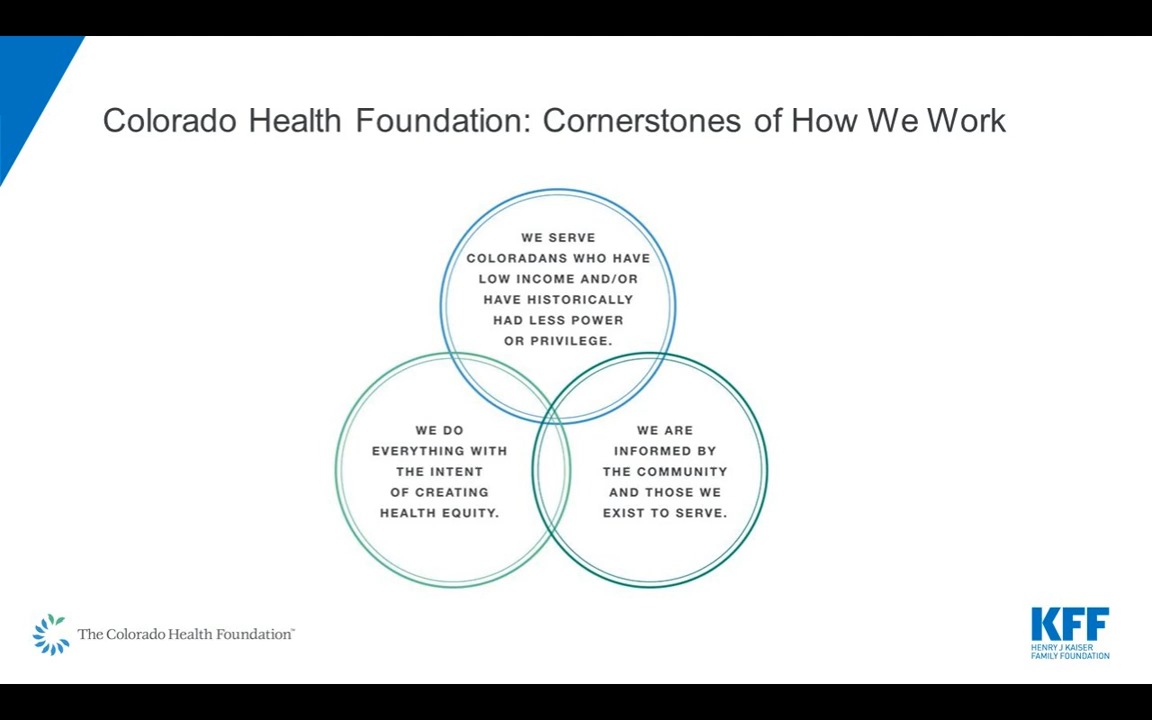 Colorado Health Foundation: Cornerstones of How We Work
WE SERVE
COLORADANS WHO HAVE
LOW INCOME AND/OR
HAVE HISTORICALLY
HAD LESS POWER
OR PRIVILEGE.
WE DO
EVERYTHING WITH
THE INTENT
OF CREATING
HEALTH EQUITY.
WE ARE
INFORMED BY
THE COMMUNITY
AND THOSE WE
EXIST TO SERVE.
The Colorado Health Foundation™
KFF
HENRY J KAISER
FAMILY FOUNDATION